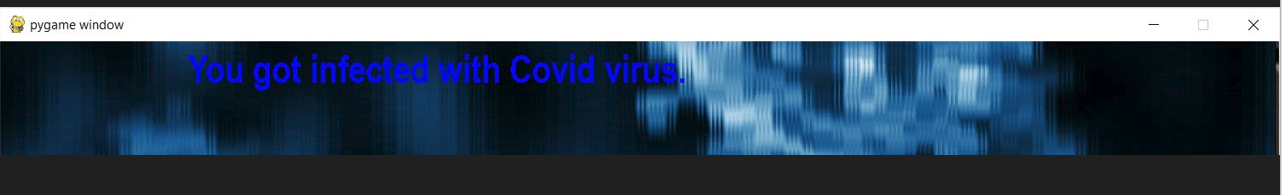 pygame window
You got infected with Covid virus.